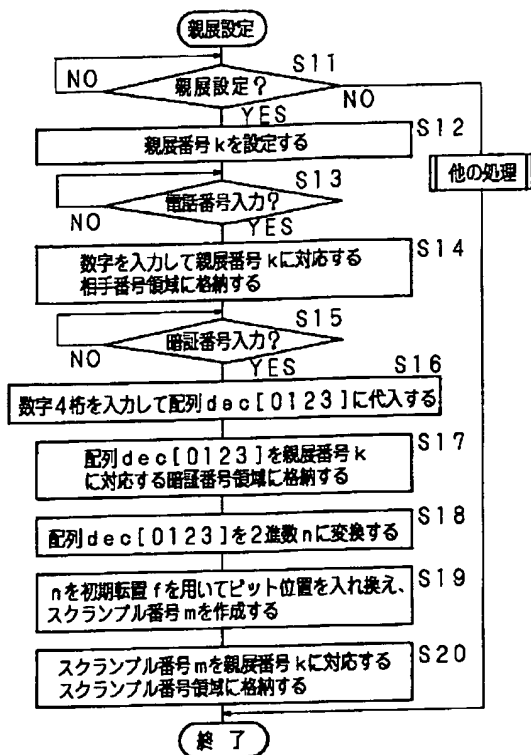 親展設定
S11
NO
親展設定?
NO
YES
S12
親展番号kを設定する
他の処理
S13
電話番号入力?
NO
YES
S14
数字を入力して親展番号kに対応する
相手番号領域に格納する
S15
暗証番号入力?
NO
YES
S16
数字4桁を入力して配列dec[0123]に代入する
S17
配列dec[0123]を親展番号k
に対応する暗証番号領域に格納する
S18
配列dec[0123]を2進数nに変換する
S19
nを初期転置fを用いてビット位置を入れ換え、
スクランブル番号mを作成する
S20
スクランブル番号mを親展番号kに対応する
スクランブル番号領域に格納する
終了